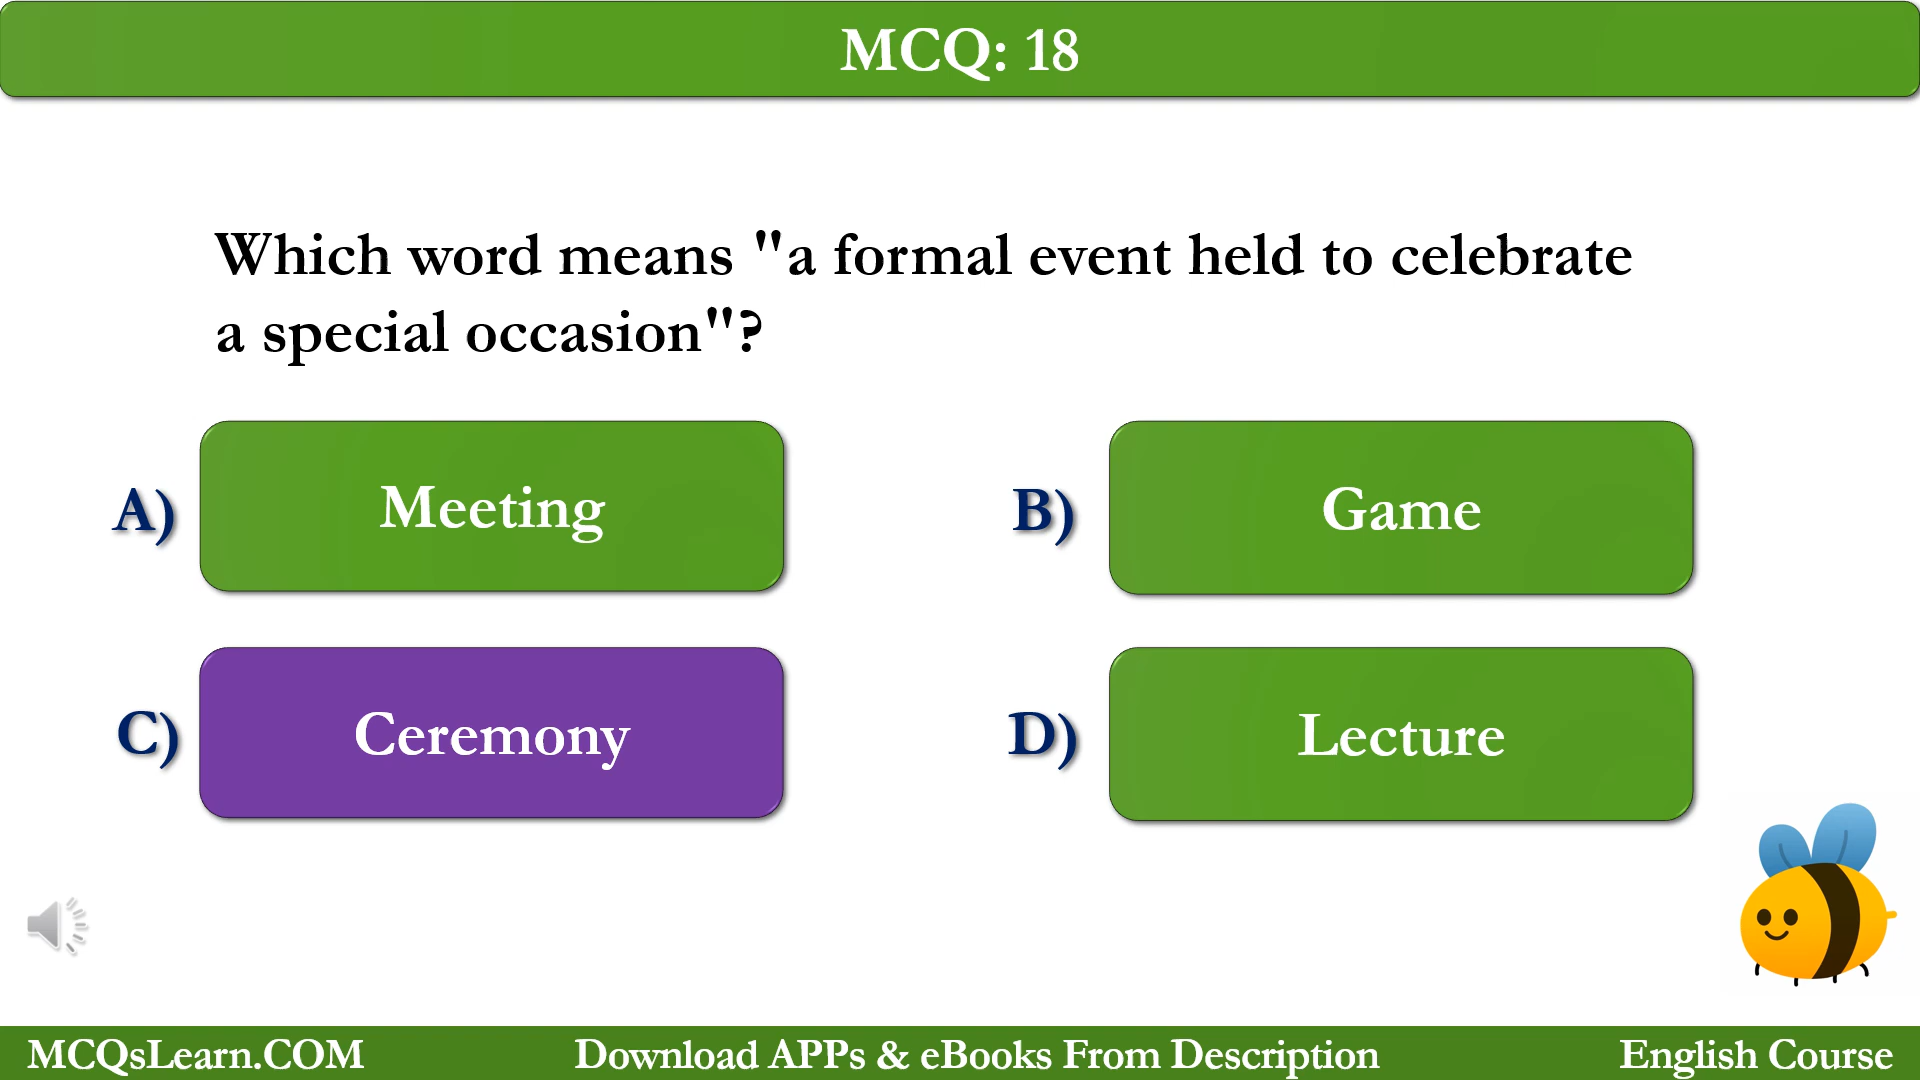 MCQ: 18
Which word means "a formal event held to celebrate
a special occasion"?
A) Meeting
B) Game
C) Ceremony
D) Lecture
MCQsLearn.COM Download APPs & eBooks From Description English Course